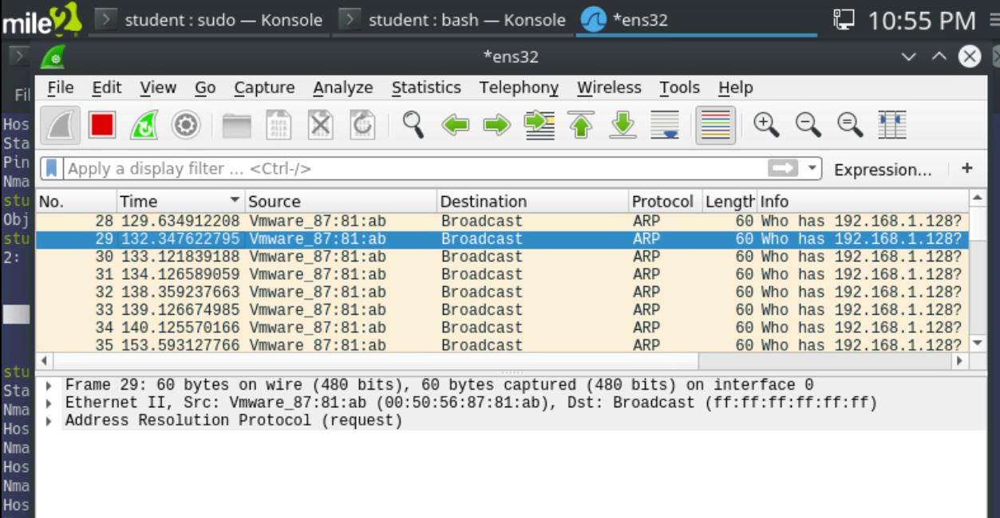 mile2 student : sudo — Konsole student : bash — Konsole *ens32 10:55 PM
*ens32
Fil
File Edit View Go Capture Analyze Statistics Telephony Wireless Tools Help
Hos
Sta
Pin
Nma
stu
Obj
stu
2:
stu
Sta
Nma
Hos
Nma
Hos
Nma
Hos
Apply a display filter ... <Ctrl-/> Expression... +
No. Time Source Destination Protocol Length Info
28 129.634912208 Vmware_87:81:ab Broadcast ARP 60 Who has 192.168.1.128?
29 132.347622795 Vmware_87:81:ab Broadcast ARP 60 Who has 192.168.1.128?
30 133.121839188 Vmware_87:81:ab Broadcast ARP 60 Who has 192.168.1.128?
31 134.126589059 Vmware_87:81:ab Broadcast ARP 60 Who has 192.168.1.128?
32 138.359237663 Vmware_87:81:ab Broadcast ARP 60 Who has 192.168.1.128?
33 139.126674985 Vmware_87:81:ab Broadcast ARP 60 Who has 192.168.1.128?
34 140.125570166 Vmware_87:81:ab Broadcast ARP 60 Who has 192.168.1.128?
35 153.593127766 Vmware_87:81:ab Broadcast ARP 60 Who has 192.168.1.128?
Frame 29: 60 bytes on wire (480 bits), 60 bytes captured (480 bits) on interface 0
Ethernet II, Src: Vmware_87:81:ab (00:50:56:87:81:ab), Dst: Broadcast (ff:ff:ff:ff:ff:ff)
Address Resolution Protocol (request)